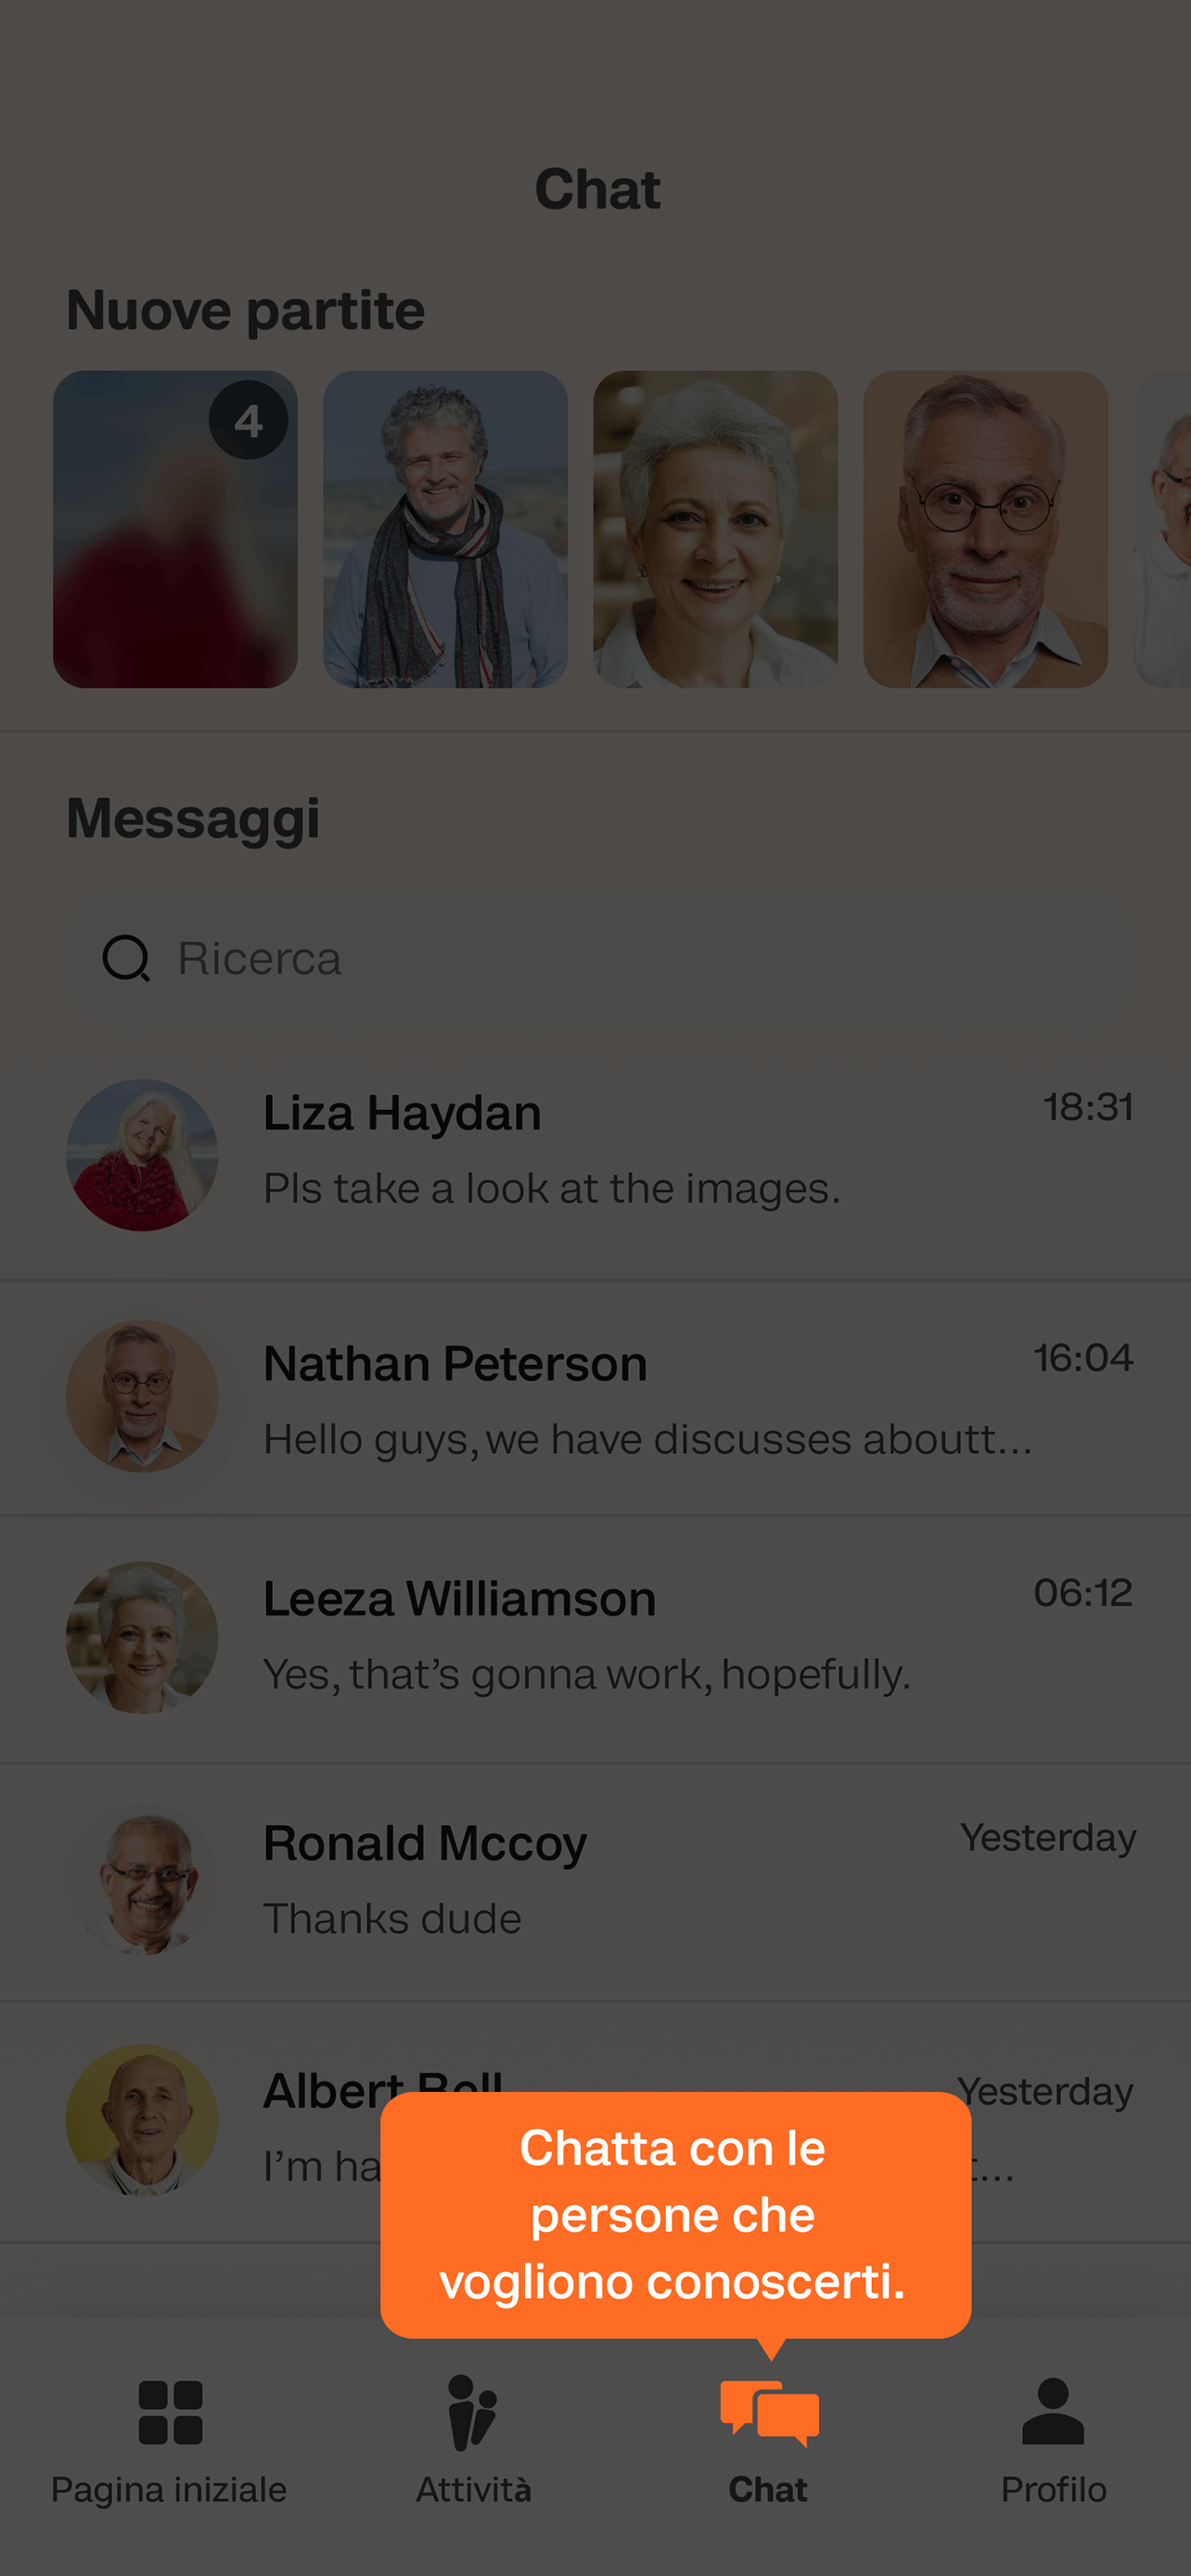 Chat
Nuove partite
4
Messaggi
Ricerca
Liza Haydan
18:31
Pls take a look at the images.
Nathan Peterson
16:04
Hello guys, we have discusses aboutt...
Leeza Williamson
06:12
Yes, that’s gonna work, hopefully.
Ronald Mccoy
Yesterday
Thanks dude
Albert Bell
Yesterday
I’m ha
t...
Chatta con le
persone che
vogliono conoscerti.
Pagina iniziale
Attività
Chat
Profilo